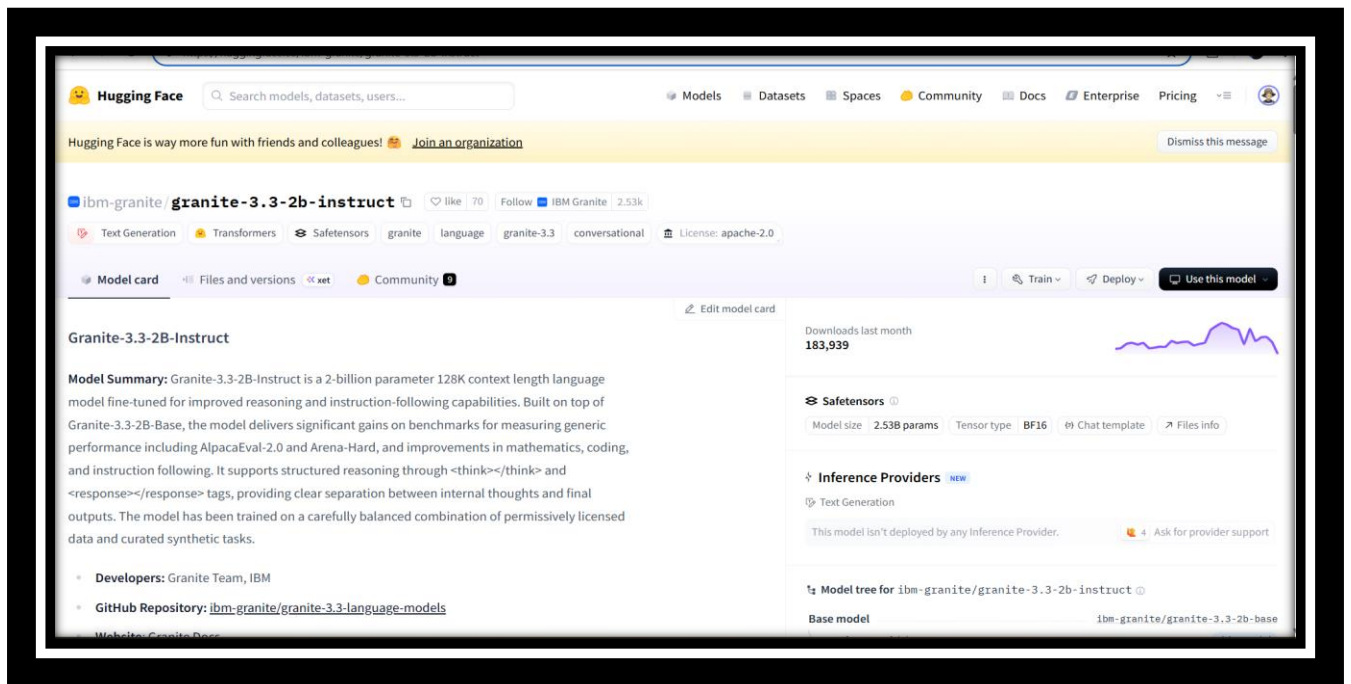 Hugging Face
Search models, datasets, users...
Models
Datasets
Spaces
Community
Docs
Enterprise
Pricing
Hugging Face is way more fun with friends and colleagues! 🤗 Join an organization
Dismiss this message
ibm-granite/granite-3.3-2b-instruct
like 70
Follow IBM Granite 2.53k
Text Generation
Transformers
Safetensors
granite
language
granite-3.3
conversational
License: apache-2.0
Model card
Files and versions
xet
Community 9
Train
Deploy
Use this model
Edit model card
Granite-3.3-2B-Instruct
Model Summary: Granite-3.3-2B-Instruct is a 2-billion parameter 128K context length language
model fine-tuned for improved reasoning and instruction-following capabilities. Built on top of
Granite-3.3-2B-Base, the model delivers significant gains on benchmarks for measuring generic
performance including AlpacaEval-2.0 and Arena-Hard, and improvements in mathematics, coding,
and instruction following. It supports structured reasoning through <think></think> and
<response></response> tags, providing clear separation between internal thoughts and final
outputs. The model has been trained on a carefully balanced combination of permissively licensed
data and curated synthetic tasks.
Developers: Granite Team, IBM
GitHub Repository: ibm-granite/granite-3.3-language-models
Website: Granite Docs
Downloads last month
183,939
Safetensors
Model size 2.53B params
Tensor type BF16
Chat template
Files info
Inference Providers NEW
Text Generation
This model isn't deployed by any Inference Provider.
4 Ask for provider support
Model tree for ibm-granite/granite-3.3-2b-instruct
Base model
ibm-granite/granite-3.3-2b-base